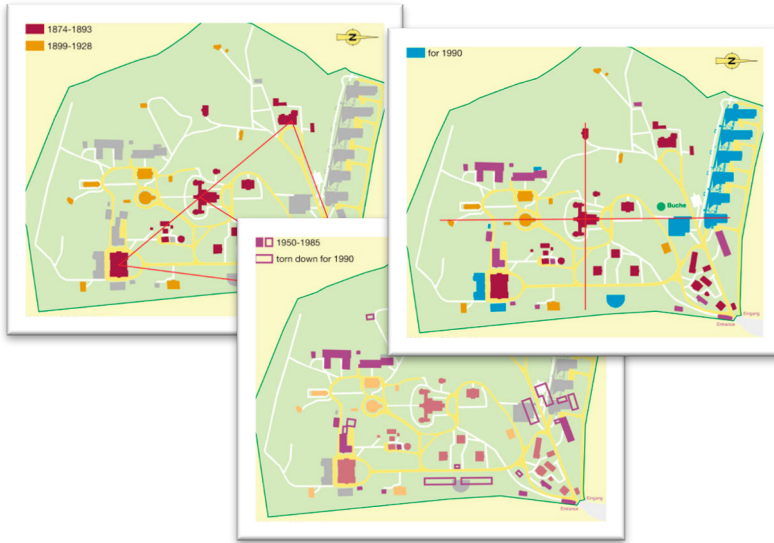 1874-1893
1899-1928
N
for 1990
N
Buche
Eingang
Entrance
1950-1985
torn down for 1990
Eingang
Entrance